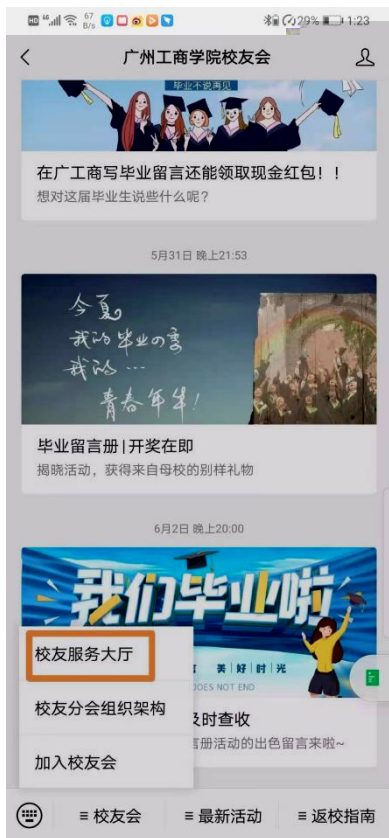 67
B/s
29%
1:23
广州工商学院校友会
毕业不说再见
在广工商写毕业留言还能领取现金红包！！
想对这届毕业生说些什么呢？
5月31日 晚上21:53
今夏
我的毕业の季
我的…
青春年华!
毕业留言册|开奖在即
揭晓活动，获得来自母校的别样礼物
6月2日 晚上20:00
我们毕业啦
美|好|时|光
DOES NOT END
及时查收
言册活动的出色留言来啦~
校友服务大厅
校友分会组织架构
加入校友会
≡ 校友会
≡ 最新活动
≡ 返校指南